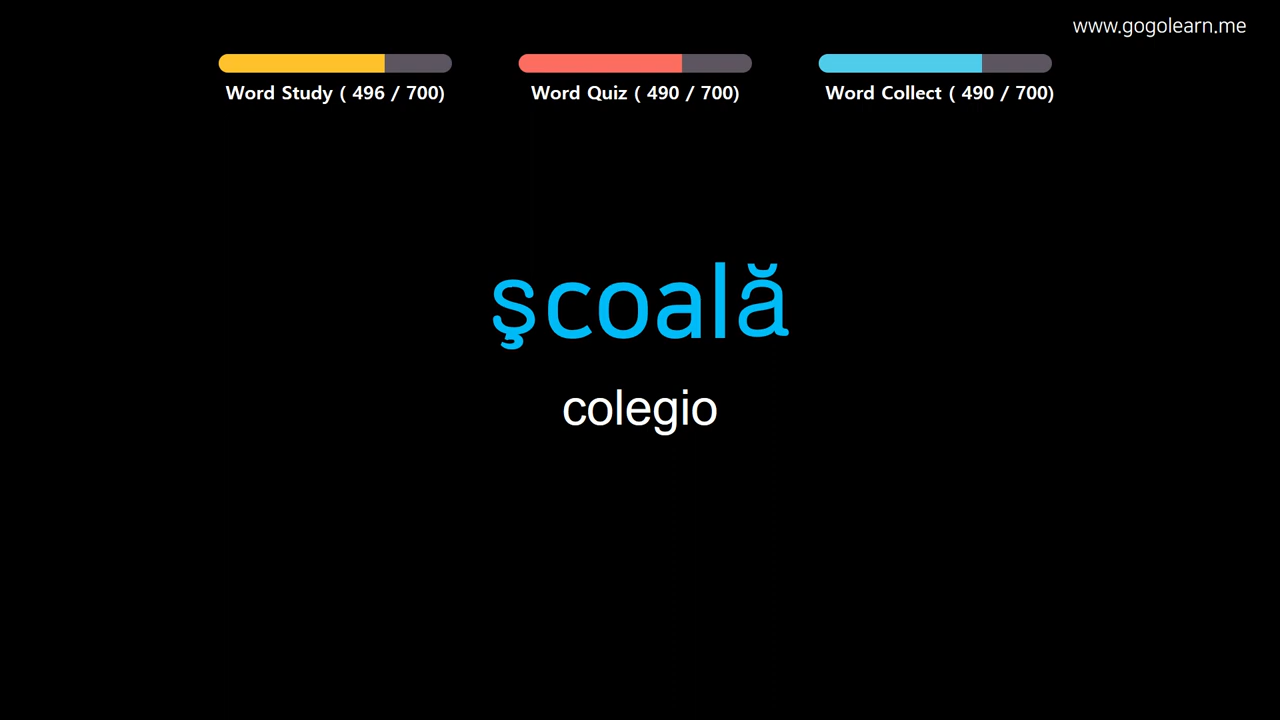 www.gogolearn.me
Word Study ( 496 / 700)
Word Quiz ( 490 / 700)
Word Collect ( 490 / 700)
şcoală
colegio